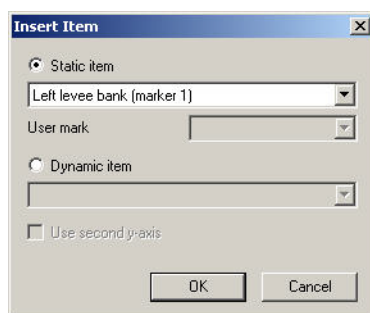 Insert Item
Static item
Left levee bank (marker 1)
User mark
Dynamic item
Use second y-axis
OK Cancel